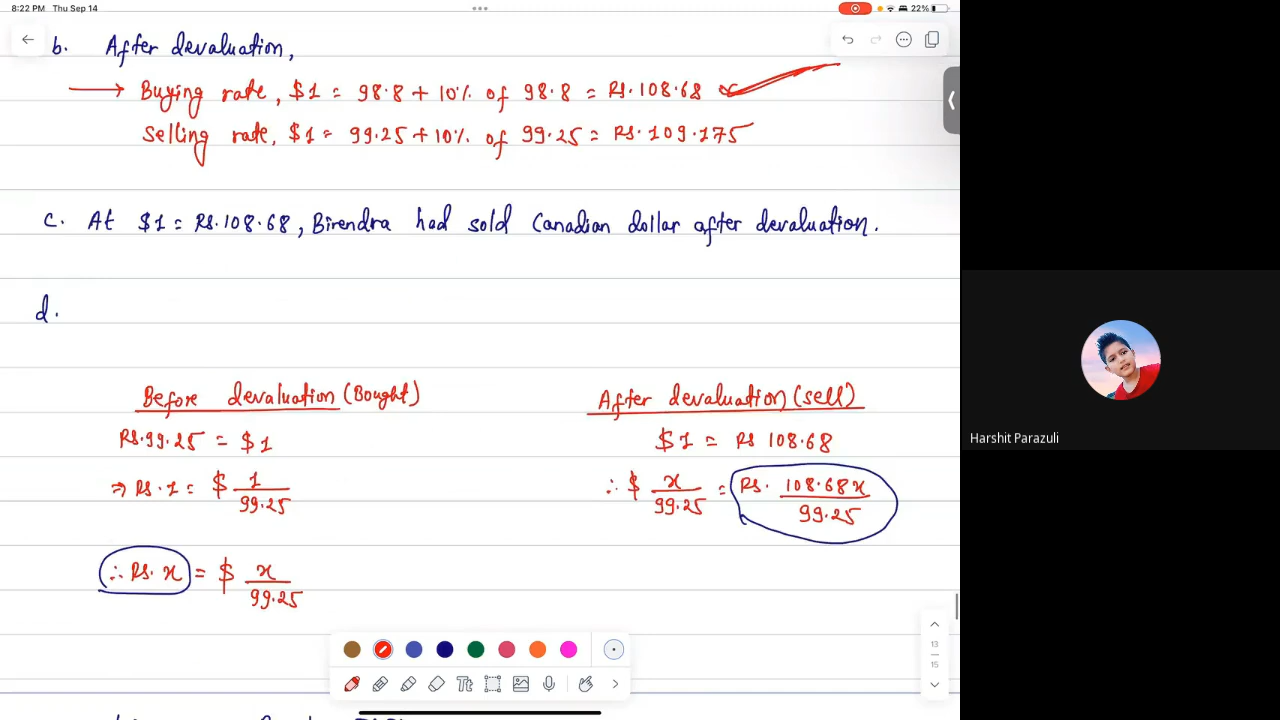 8:22 PM Thu Sep 14
22%
b. After devaluation,
→ Buying rate, $1 = 98.8 + 10% of 98.8 = Rs. 108.68
Selling rate, $1 = 99.25 + 10% of 99.25 = Rs. 109.175
c. At $1 = Rs. 108.68, Birendra had sold Canadian dollar after devaluation.
d.
Before devaluation (Bought)
Rs. 99.25 = $1
⇒ Rs. 1 = $ 1/99.25
∴ Rs. x = $ x/99.25
After devaluation (sell)
$1 = Rs 108.68
∴ $ x/99.25 = Rs. 108.68x/99.25
Harshit Parazuli
13
15
Tt